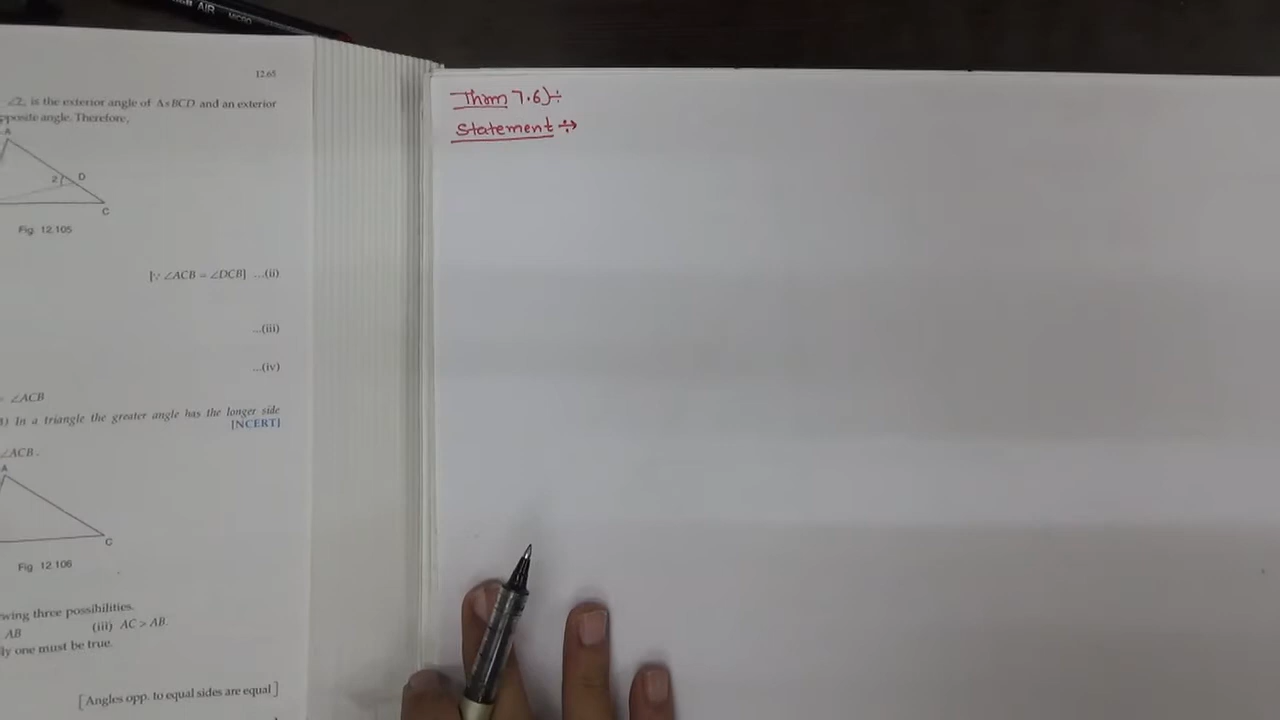 AIR MICRO
12.65
∠2, is the exterior angle of Δ BCD and an exterior
pposite angle. Therefore,
A
2
D
C
Fig. 12.105
[∵ ∠ACB = ∠DCB] ...(ii)
...(iii)
...(iv)
= ∠ACB
) In a triangle the greater angle has the longer side
[NCERT]
∠ACB.
A
C
Fig. 12.106
wing three possibilities.
AB (iii) AC > AB.
ly one must be true.
[Angles opp. to equal sides are equal]
Thm 7.6)÷
Statement ÷→